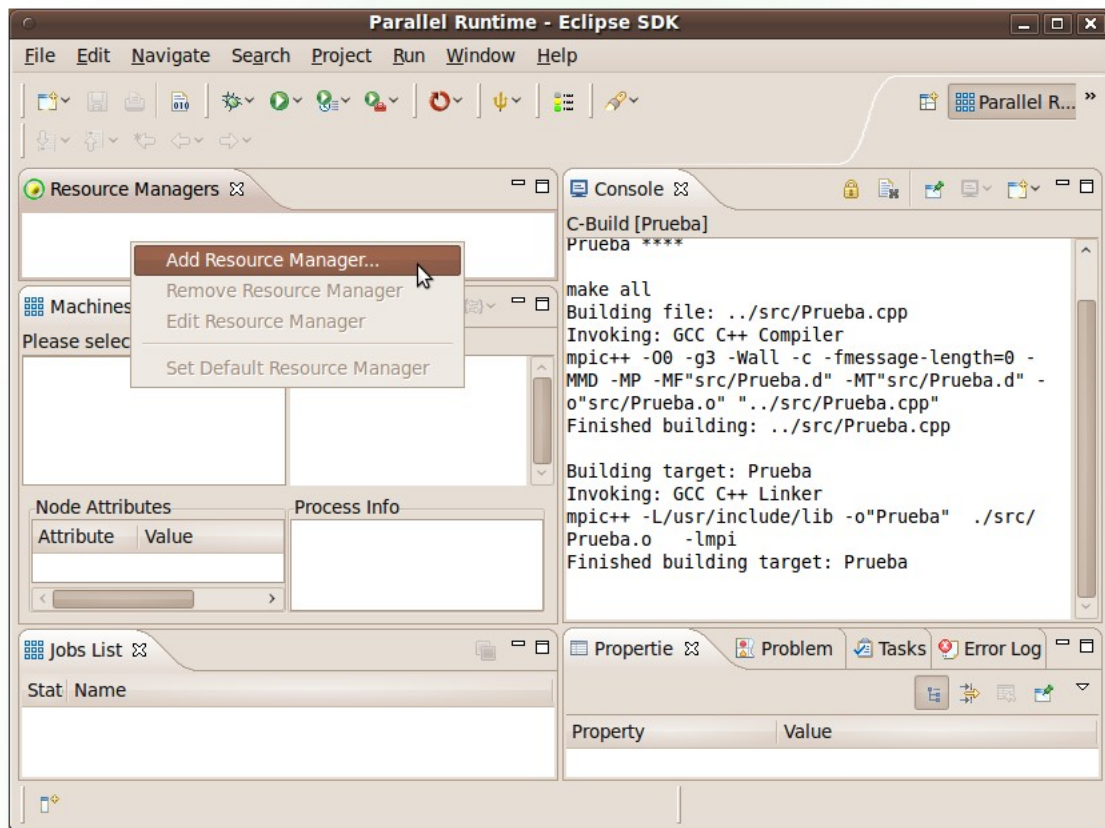 Parallel Runtime - Eclipse SDK
File Edit Navigate Search Project Run Window Help
010
Parallel R... »
Resource Managers
Add Resource Manager...
Remove Resource Manager
Edit Resource Manager
Set Default Resource Manager
Machines
Please selec
Node Attributes
Attribute Value
Process Info
Jobs List
Stat Name
Console
C-Build [Prueba]
Prueba ****
make all
Building file: ../src/Prueba.cpp
Invoking: GCC C++ Compiler
mpic++ -O0 -g3 -Wall -c -fmessage-length=0 -
MMD -MP -MF"src/Prueba.d" -MT"src/Prueba.d" -
o"src/Prueba.o" "../src/Prueba.cpp"
Finished building: ../src/Prueba.cpp
Building target: Prueba
Invoking: GCC C++ Linker
mpic++ -L/usr/include/lib -o"Prueba" ./src/
Prueba.o -lmpi
Finished building target: Prueba
Propertie Problem Tasks Error Log
Property Value